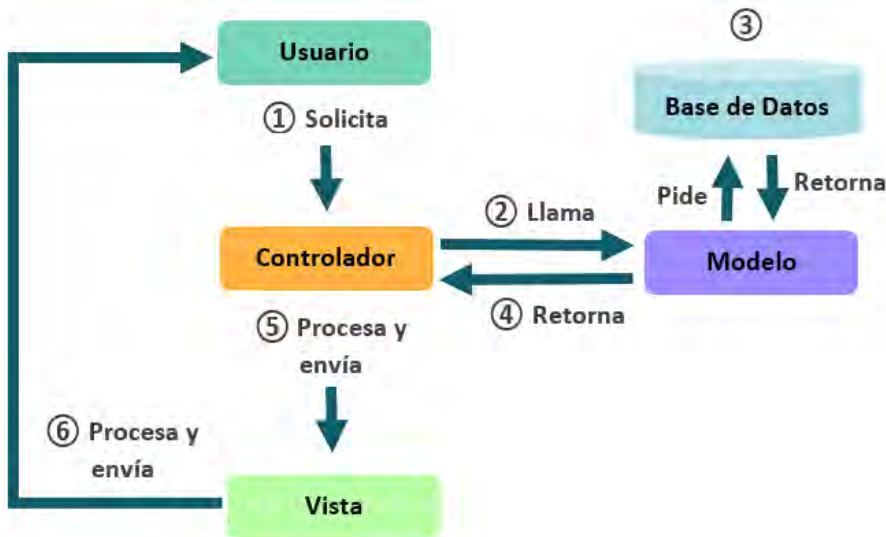 ③
Usuario
Base de Datos
① Solicita
Pide
Retorna
② Llama
Controlador
Modelo
④ Retorna
⑤ Procesa y
envía
⑥ Procesa y
envía
Vista